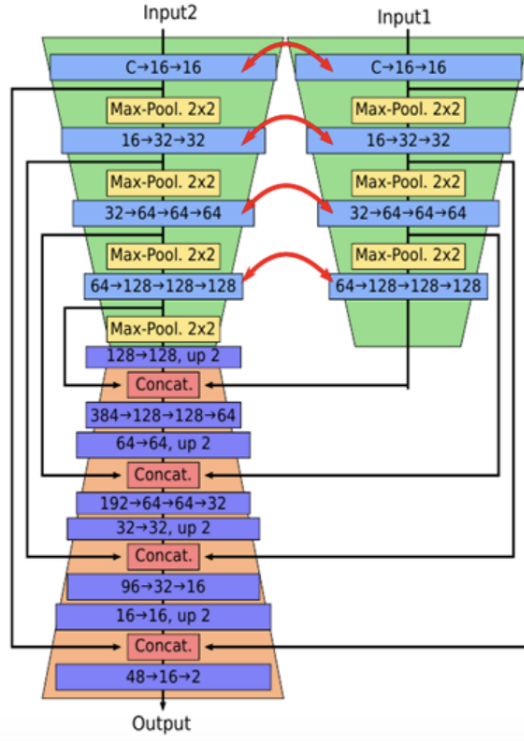 Input2
Input1
C→16→16
C→16→16
Max-Pool. 2x2
Max-Pool. 2x2
16→32→32
16→32→32
Max-Pool. 2x2
Max-Pool. 2x2
32→64→64→64
32→64→64→64
Max-Pool. 2x2
Max-Pool. 2x2
64→128→128→128
64→128→128→128
Max-Pool. 2x2
128→128, up 2
Concat.
384→128→128→64
64→64, up 2
Concat.
192→64→64→32
32→32, up 2
Concat.
96→32→16
16→16, up 2
Concat.
48→16→2
Output